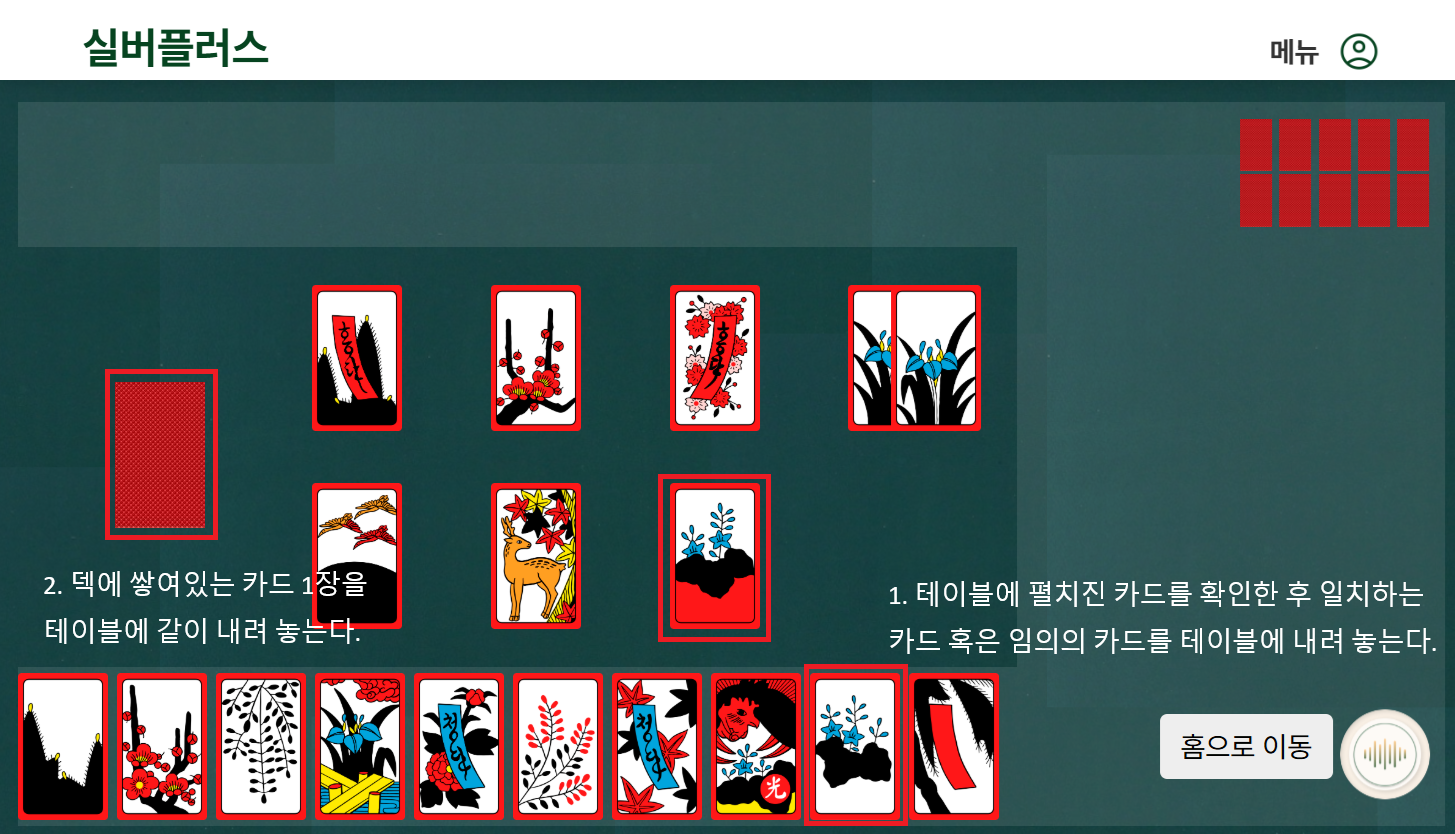 실버플러스
메뉴
홍단
홍단
2. 덱에 쌓여있는 카드 1장을
테이블에 같이 내려 놓는다.
1. 테이블에 펼치진 카드를 확인한 후 일치하는
카드 혹은 임의의 카드를 테이블에 내려 놓는다.
청단
청단
光
홈으로 이동